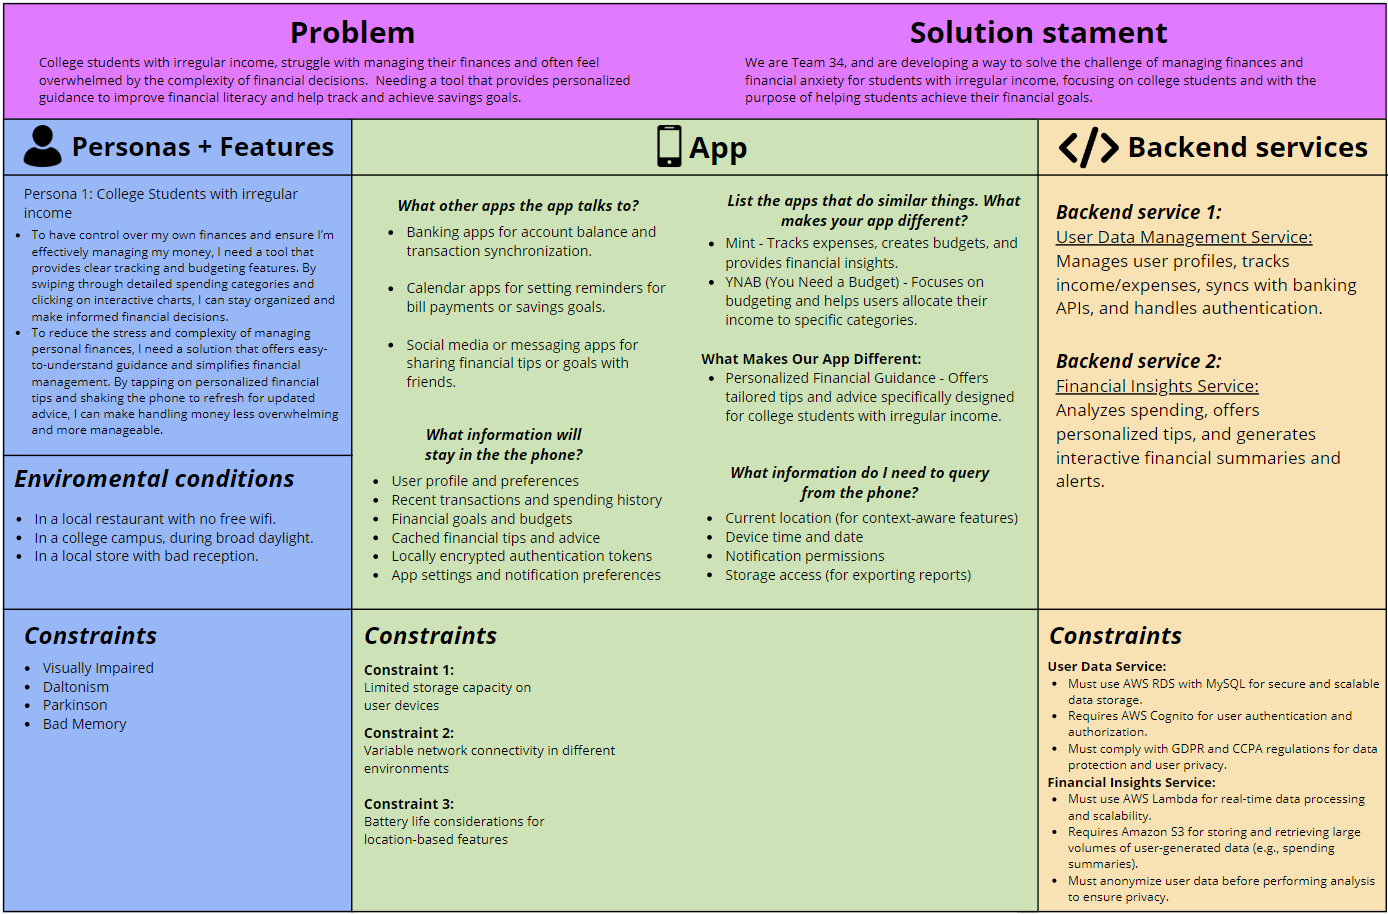 Problem
College students with irregular income, struggle with managing their finances and often feel
overwhelmed by the complexity of financial decisions. Needing a tool that provides personalized
guidance to improve financial literacy and help track and achieve savings goals.
Solution stament
We are Team 34, and are developing a way to solve the challenge of managing finances and
financial anxiety for students with irregular income, focusing on college students and with the
purpose of helping students achieve their financial goals.
Personas + Features
Persona 1: College Students with irregular
income
• To have control over my own finances and ensure I'm
effectively managing my money, I need a tool that
provides clear tracking and budgeting features. By
swiping through detailed spending categories and
clicking on interactive charts, I can stay organized and
make informed financial decisions.
• To reduce the stress and complexity of managing
personal finances, I need a solution that offers easy-
to-understand guidance and simplifies financial
management. By tapping on personalized financial
tips and shaking the phone to refresh for updated
advice, I can make handling money less overwhelming
and more manageable.
Enviromental conditions
• In a local restaurant with no free wifi.
• In a college campus, during broad daylight.
• In a local store with bad reception.
Constraints
• Visually Impaired
• Daltonism
• Parkinson
• Bad Memory
App
What other apps the app talks to?
• Banking apps for account balance and
transaction synchronization.
• Calendar apps for setting reminders for
bill payments or savings goals.
• Social media or messaging apps for
sharing financial tips or goals with
friends.
What information will
stay in the the phone?
• User profile and preferences
• Recent transactions and spending history
• Financial goals and budgets
• Cached financial tips and advice
• Locally encrypted authentication tokens
• App settings and notification preferences
List the apps that do similar things. What
makes your app different?
• Mint - Tracks expenses, creates budgets, and
provides financial insights.
• YNAB (You Need a Budget) - Focuses on
budgeting and helps users allocate their
income to specific categories.
What Makes Our App Different:
• Personalized Financial Guidance - Offers
tailored tips and advice specifically designed
for college students with irregular income.
What information do I need to query
from the phone?
• Current location (for context-aware features)
• Device time and date
• Notification permissions
• Storage access (for exporting reports)
Constraints
Constraint 1:
Limited storage capacity on
user devices
Constraint 2:
Variable network connectivity in different
environments
Constraint 3:
Battery life considerations for
location-based features
</> Backend services
Backend service 1:
User Data Management Service:
Manages user profiles, tracks
income/expenses, syncs with banking
APIs, and handles authentication.
Backend service 2:
Financial Insights Service:
Analyzes spending, offers
personalized tips, and generates
interactive financial summaries and
alerts.
Constraints
User Data Service:
• Must use AWS RDS with MySQL for secure and scalable
data storage.
• Requires AWS Cognito for user authentication and
authorization.
• Must comply with GDPR and CCPA regulations for data
protection and user privacy.
Financial Insights Service:
• Must use AWS Lambda for real-time data processing
and scalability.
• Requires Amazon S3 for storing and retrieving large
volumes of user-generated data (e.g., spending
summaries).
• Must anonymize user data before performing analysis
to ensure privacy.